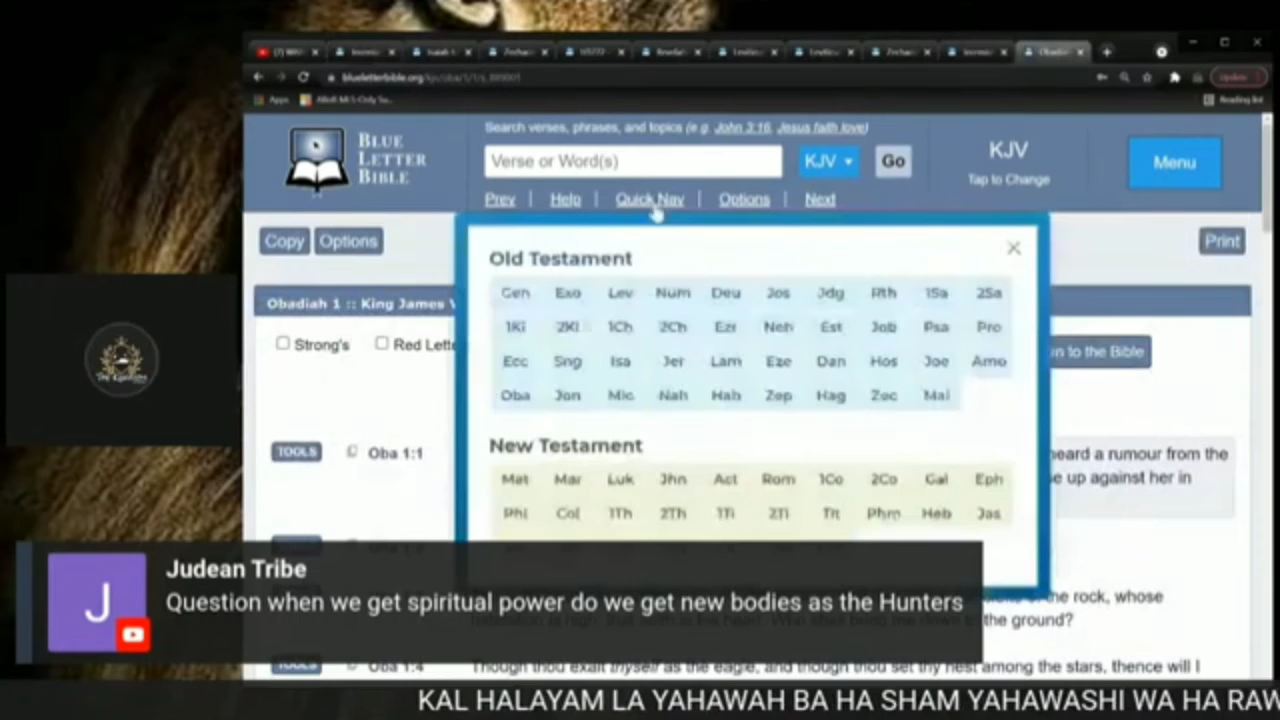 blueletterbible.org
Apps
Reading list
Update
BLUE
LETTER
BIBLE
Search verses, phrases, and topics (e.g. John 3:16, Jesus faith love)
Verse or Word(s)
KJV
Go
KJV
Tap to Change
Menu
Prev | Help | Quick Nav | Options | Next
Copy Options
Print
Old Testament
Gen Exo Lev Num Deu Jos Jdg Rth 1Sa 2Sa
1Ki 2Ki 1Ch 2Ch Ezr Neh Est Job Psa Pro
Ecc Sng Isa Jer Lam Eze Dan Hos Joe Amo
Oba Jon Mic Nah Hab Zep Hag Zec Mal
Obadiah 1 :: King James V
Strong's Red Lette
n to the Bible
New Testament
Mat Mar Luk Jhn Act Rom 1Co 2Co Gal Eph
Phl Col 1Th 2Th 1Ti 2Ti Tit Phm Heb Jas
TOOLS Oba 1:1
heard a rumour from the
e up against her in
the rock, whose
the ground?
Judean Tribe
Question when we get spiritual power do we get new bodies as the Hunters
J
TOOLS Oba 1:4 Though thou exalt thyself as the eagle, and though thou set thy nest among the stars, thence will I
KAL HALAYAM LA YAHAWAH BA HA SHAM YAHAWASHI WA HA RAW